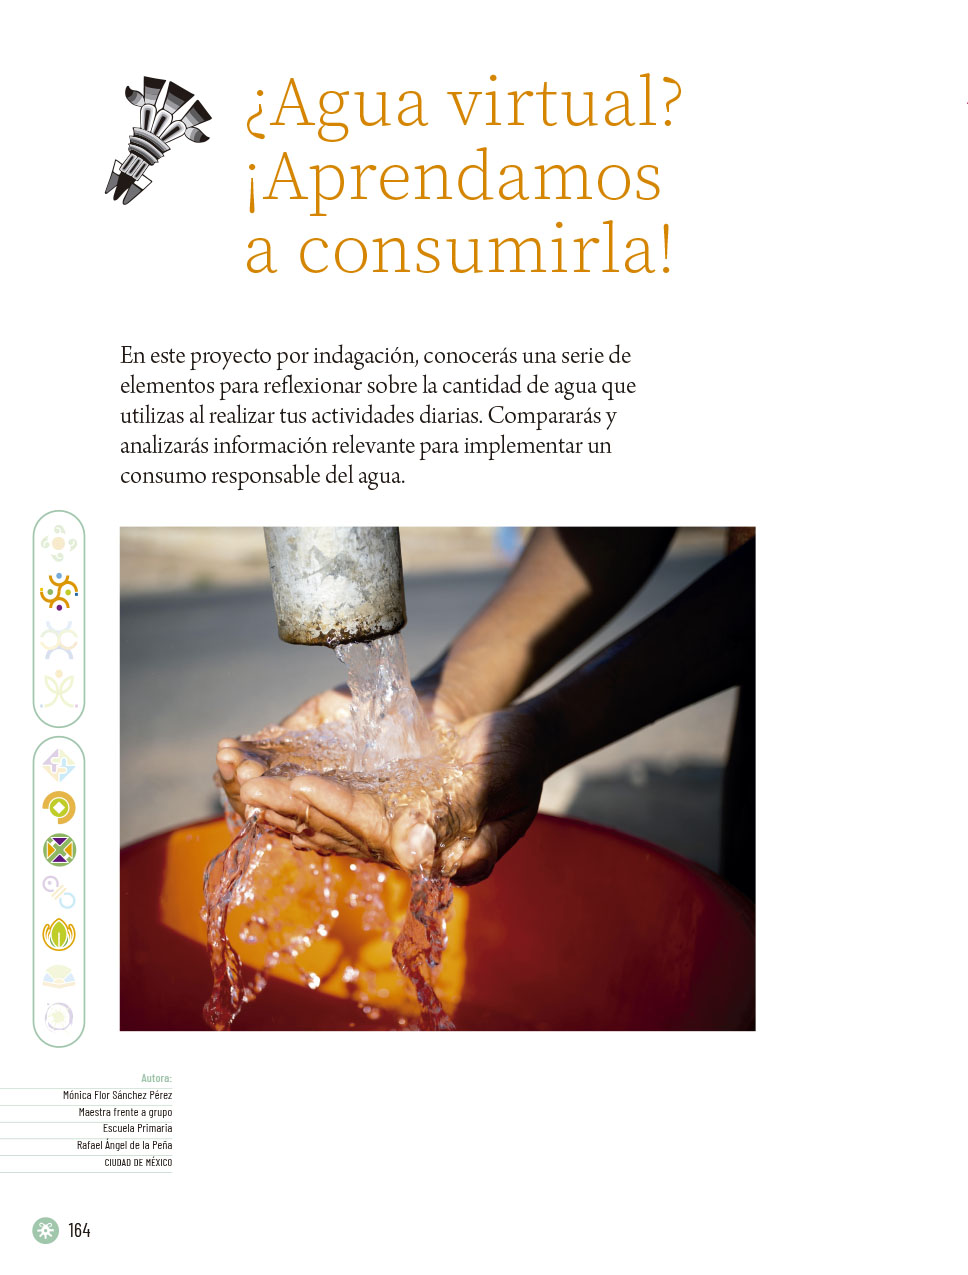 ¿Agua virtual?
¡Aprendamos
a consumirla!
En este proyecto por indagación, conocerás una serie de
elementos para reflexionar sobre la cantidad de agua que
utilizas al realizar tus actividades diarias. Compararás y
analizarás información relevante para implementar un
consumo responsable del agua.
Autora:
Mónica Flor Sánchez Pérez
Maestra frente a grupo
Escuela Primaria
Rafael Ángel de la Peña
CIUDAD DE MÉXICO
164